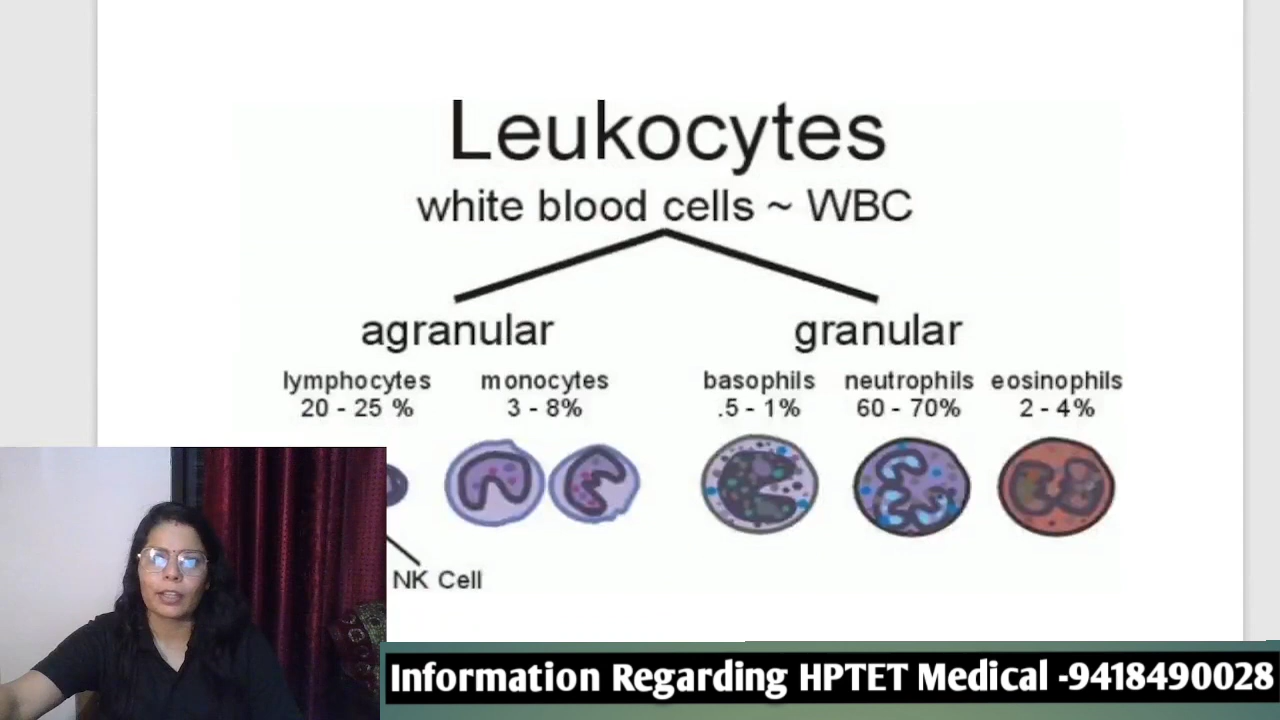 Leukocytes
white blood cells ~ WBC
agranular granular
lymphocytes monocytes basophils neutrophils eosinophils
20 - 25 % 3 - 8% .5 - 1% 60 - 70% 2 - 4%
NK Cell
Information Regarding HPTET Medical -9418490028